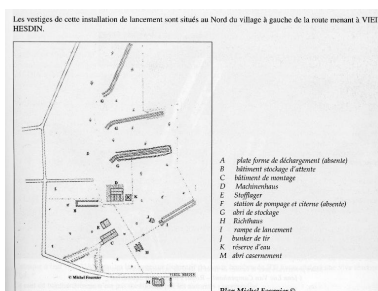 Les vestiges de cette installation de lancement sont situés au Nord du village à gauche de la route menant à VIEI
HESDIN.
A plate forme de déchargement (absente)
B bâtiment stockage d'attente
C bâtiment de montage
D Machinenhaus
E Stofflager
F station de pompage et citerne (absente)
G abri de stockage
H Richthaus
I rampe de lancement
J bunker de tir
K réserve d'eau
M abri casernement
© Michel Fournier
VIEIL HESDIN
Plan Michel Fournier ©